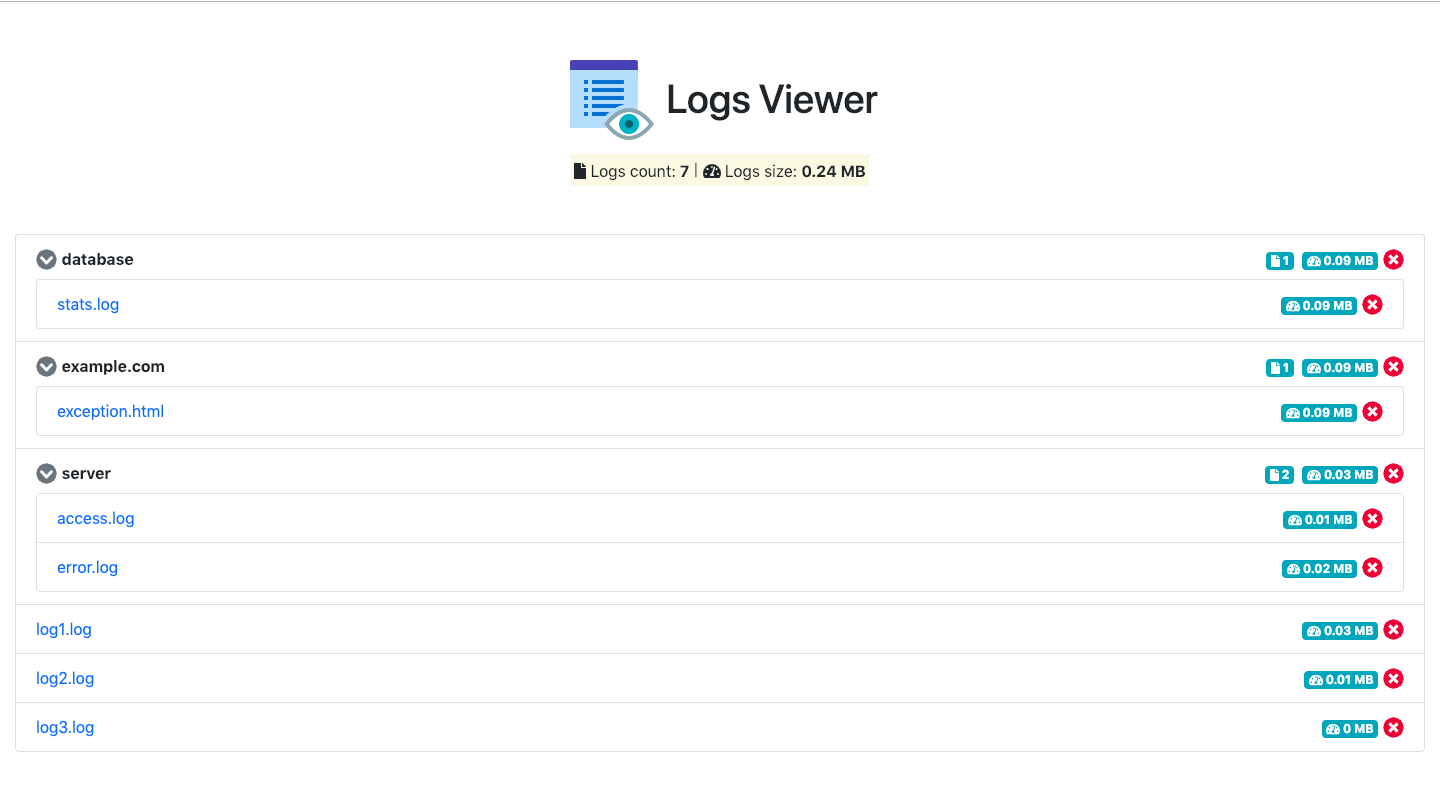 Logs Viewer
Logs count: 7 | Logs size: 0.24 MB
database 1 0.09 MB
stats.log 0.09 MB
example.com 1 0.09 MB
exception.html 0.09 MB
server 2 0.03 MB
access.log 0.01 MB
error.log 0.02 MB
log1.log 0.03 MB
log2.log 0.01 MB
log3.log 0 MB